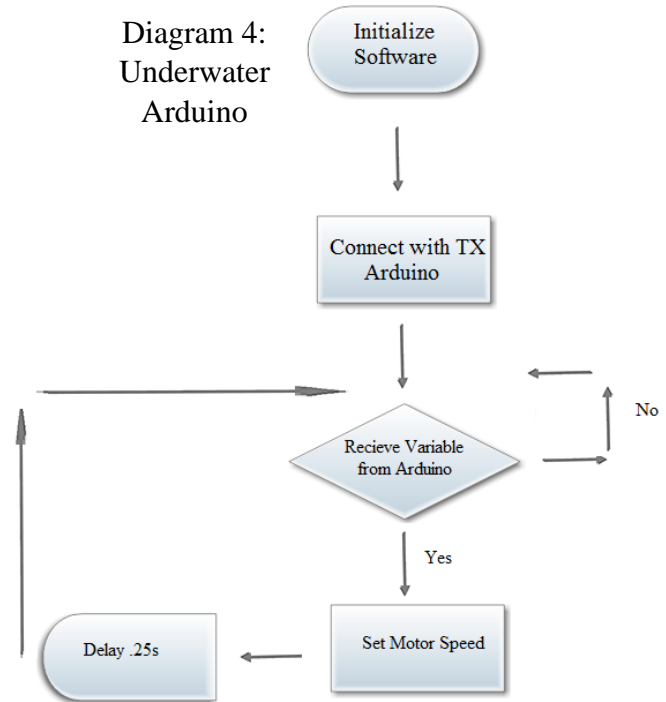 Diagram 4:
Underwater
Arduino
Initialize
Software
Connect with TX
Arduino
No
Recieve Variable
from Arduino
Yes
Set Motor Speed
Delay .25s